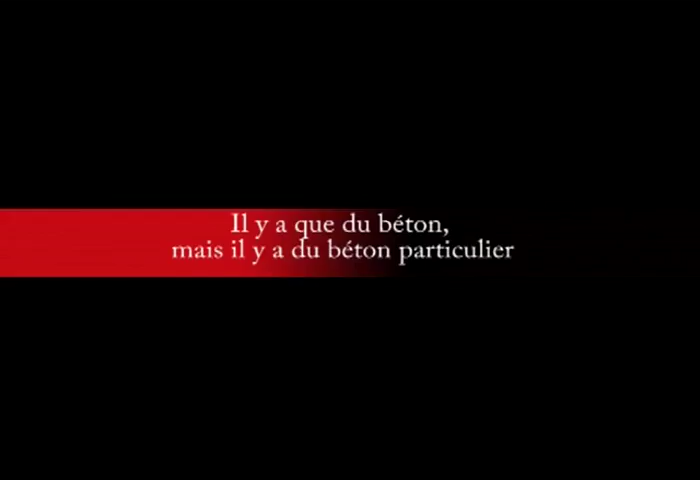 Il y a que du béton,
mais il y a du béton particulier